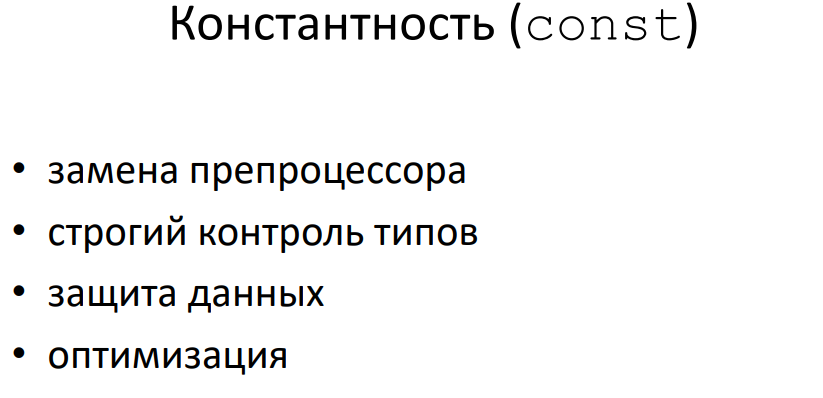 Константность (const)
• замена препроцессора
• строгий контроль типов
• защита данных
• оптимизация